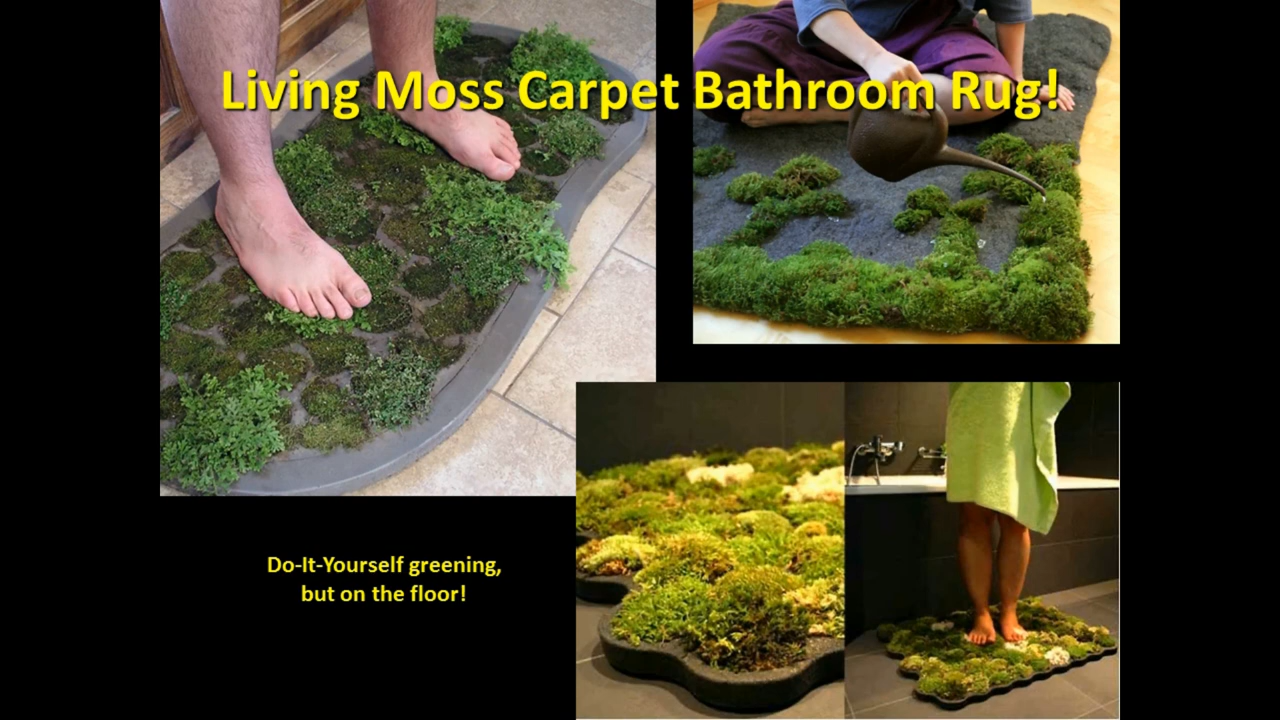 Living Moss Carpet Bathroom Rug!
Do-It-Yourself greening,
but on the floor!